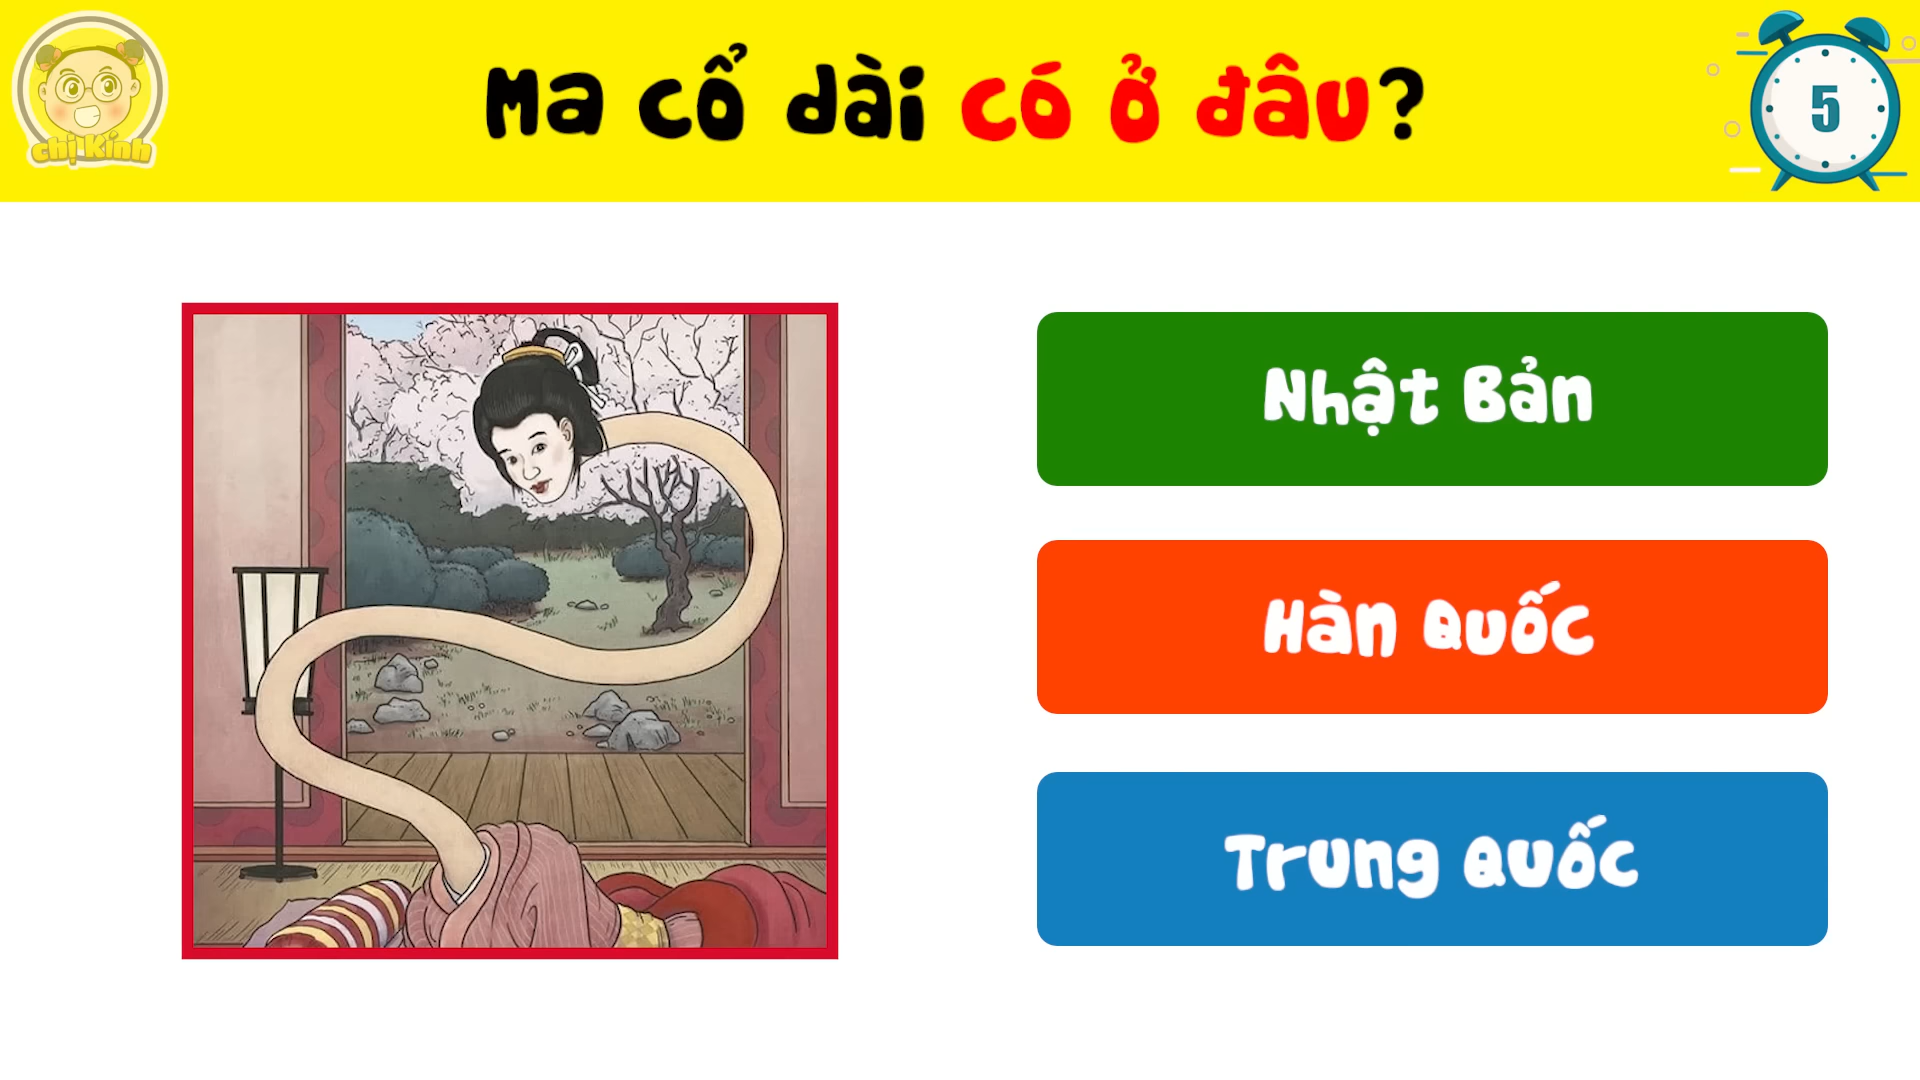 chị Kính
Ma cổ dài có ở đâu?
5
Nhật Bản
Hàn Quốc
Trung Quốc